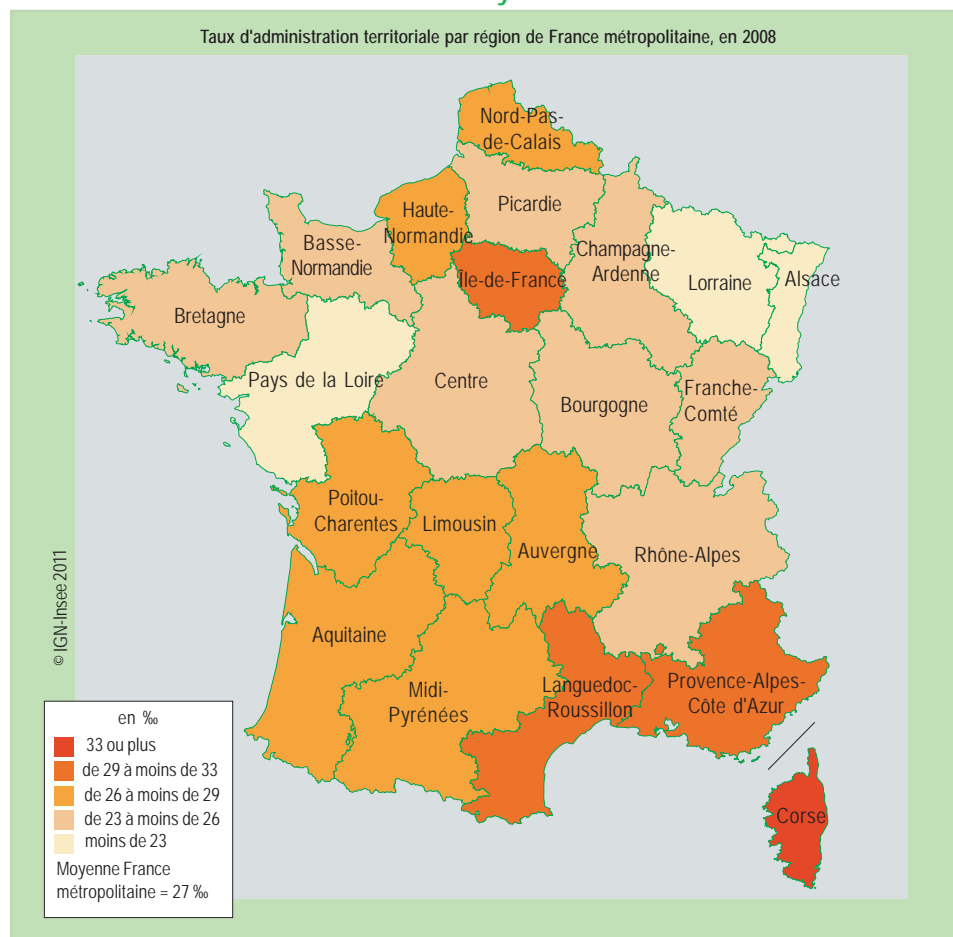 Taux d'administration territoriale par région de France métropolitaine, en 2008
Nord-Pas-
de-Calais
Picardie
Haute-
Normandie
Basse-
Normandie
Champagne-
Ardenne
Île-de-France
Lorraine
Alsace
Bretagne
Pays de la Loire
Centre
Bourgogne
Franche-
Comté
Poitou-
Charentes
Limousin
Auvergne
Rhône-Alpes
Aquitaine
Midi-
Pyrénées
Languedoc-
Roussillon
Provence-Alpes-
Côte d'Azur
Corse
© IGN-Insee 2011
en ‰
33 ou plus
de 29 à moins de 33
de 26 à moins de 29
de 23 à moins de 26
moins de 23
Moyenne France
métropolitaine = 27 ‰